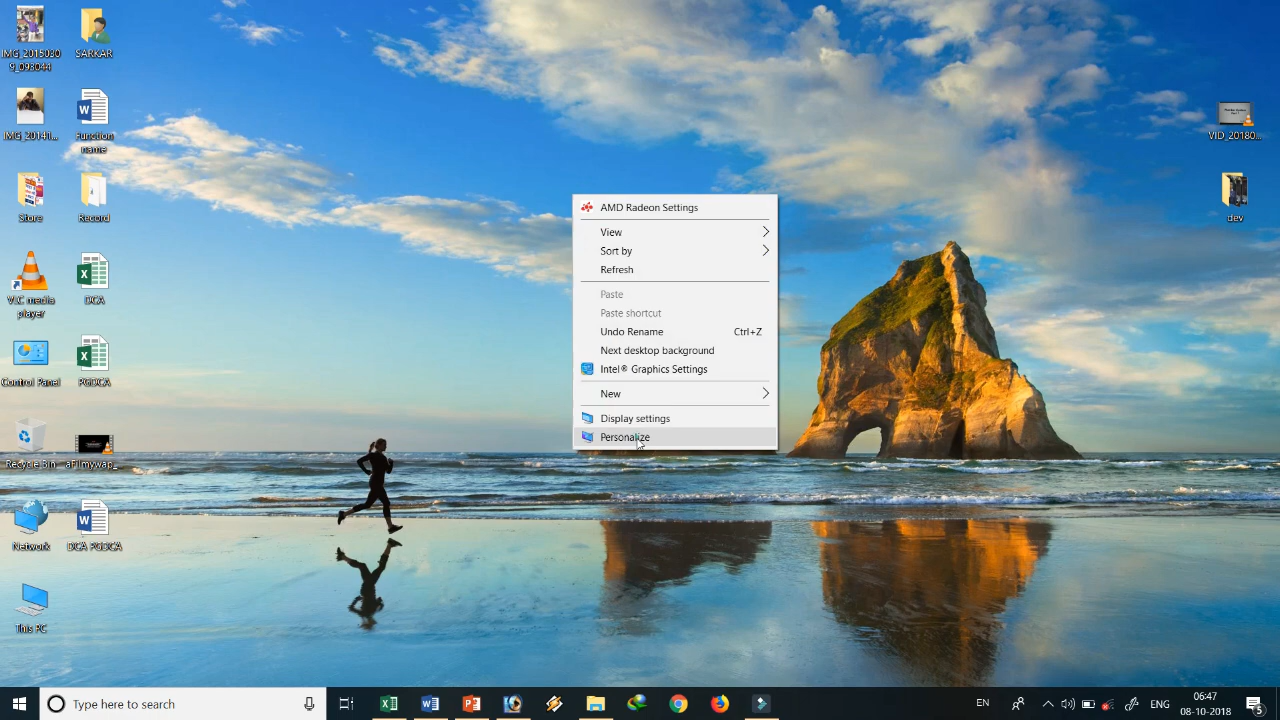 IMG_2015030
9_093044
SARKAR
IMG_20141...
Function
name
Store
Record
VLC media
player
DCA
Control Panel
PGDCA
Recycle Bin
aFilmywap_
Network
DCA PGDCA
This PC
VID_20180...
dev
AMD Radeon Settings
View
Sort by
Refresh
Paste
Paste shortcut
Undo Rename Ctrl+Z
Next desktop background
Intel® Graphics Settings
New
Display settings
Personalize
Type here to search
EN
ENG
06:47
08-10-2018
5